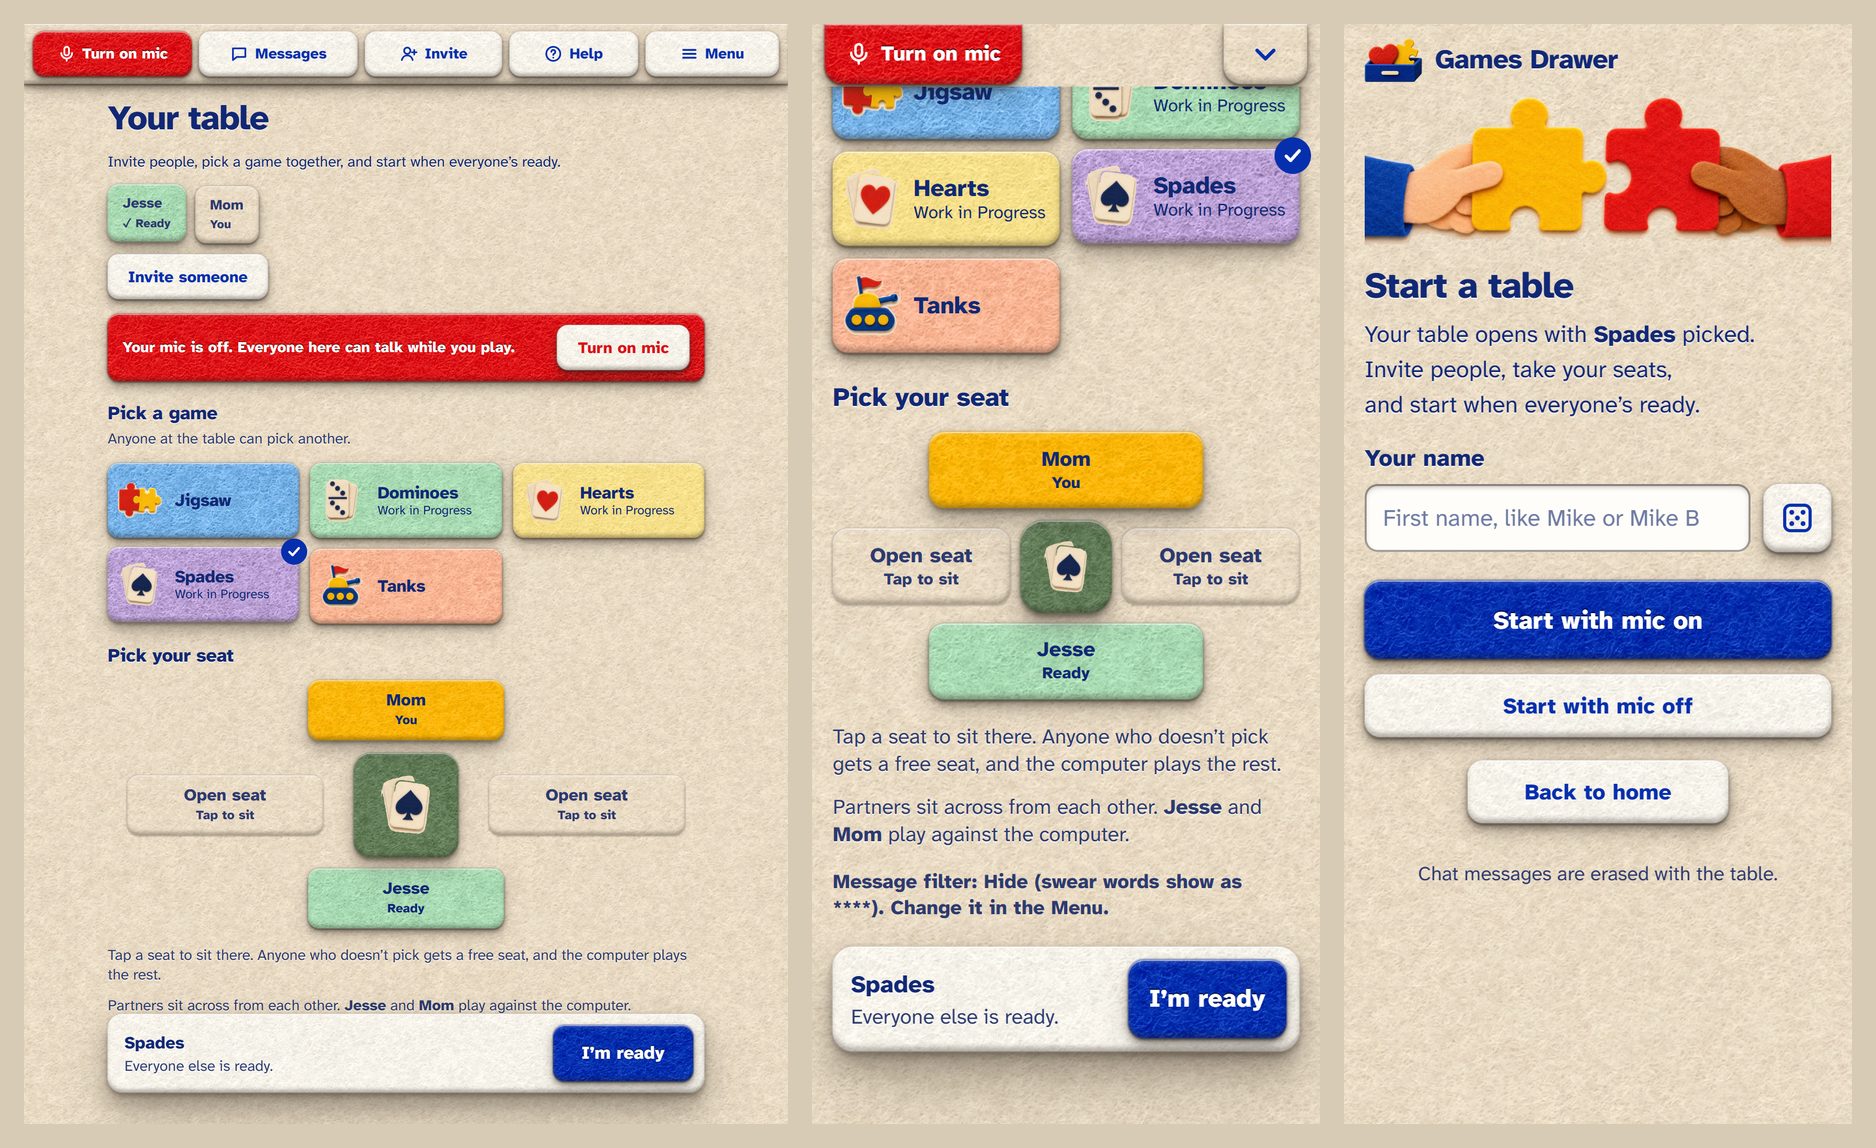 Turn on mic
Messages
Invite
Help
Menu
Your table
Invite people, pick a game together, and start when everyone's ready.
Jesse
✓ Ready
Mom
You
Invite someone
Your mic is off. Everyone here can talk while you play.
Turn on mic
Pick a game
Anyone at the table can pick another.
Jigsaw
Dominoes
Work in Progress
Hearts
Work in Progress
Spades
Work in Progress
Tanks
Pick your seat
Mom
You
Open seat
Tap to sit
Open seat
Tap to sit
Jesse
Ready
Tap a seat to sit there. Anyone who doesn't pick gets a free seat, and the computer plays
the rest.
Partners sit across from each other. Jesse and Mom play against the computer.
Spades
Everyone else is ready.
I'm ready
Turn on mic
Jigsaw
Dominoes
Work in Progress
Hearts
Work in Progress
Spades
Work in Progress
Tanks
Pick your seat
Mom
You
Open seat
Tap to sit
Open seat
Tap to sit
Jesse
Ready
Tap a seat to sit there. Anyone who doesn't pick
gets a free seat, and the computer plays the rest.
Partners sit across from each other. Jesse and
Mom play against the computer.
Message filter: Hide (swear words show as
****). Change it in the Menu.
Spades
Everyone else is ready.
I'm ready
Games Drawer
Start a table
Your table opens with Spades picked.
Invite people, take your seats,
and start when everyone's ready.
Your name
First name, like Mike or Mike B
Start with mic on
Start with mic off
Back to home
Chat messages are erased with the table.